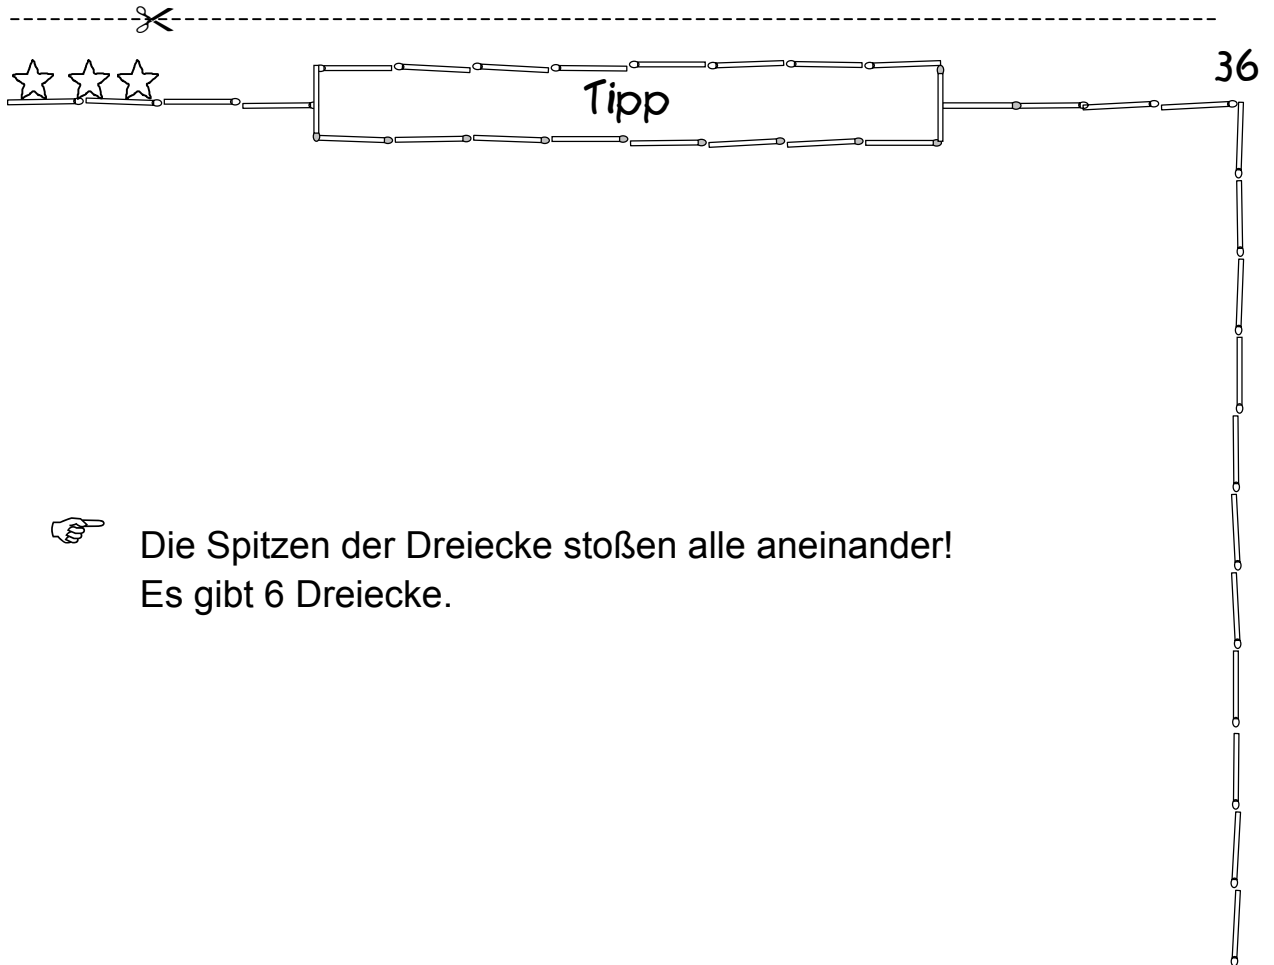 36
Tipp
Die Spitzen der Dreiecke stoßen alle aneinander!
Es gibt 6 Dreiecke.